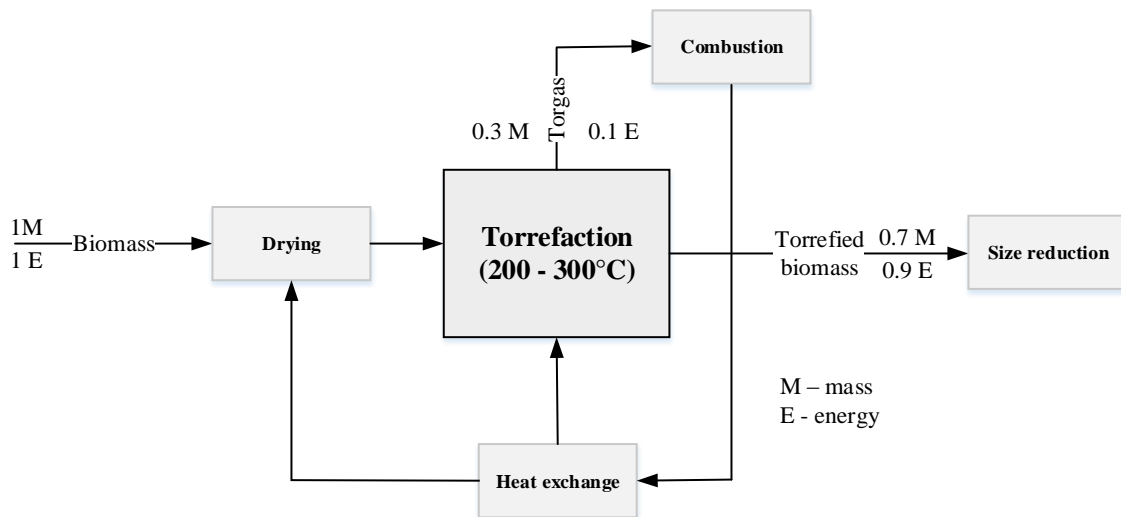 Combustion
Torgas
0.3 M
0.1 E
1M
1 E
Biomass
Drying
Torrefaction
(200 - 300°C)
Torrefied
biomass
0.7 M
0.9 E
Size reduction
M – mass
E - energy
Heat exchange